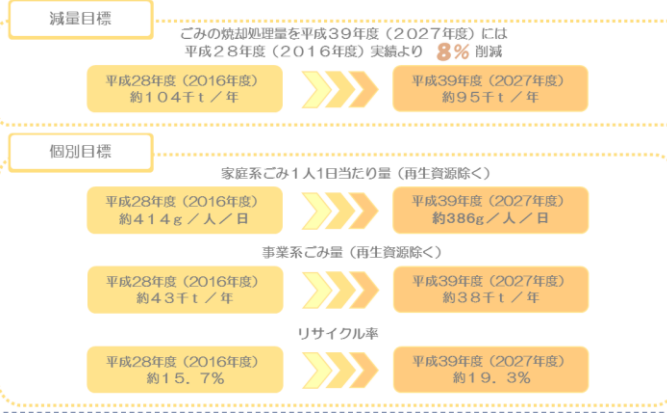 減量目標
ごみの焼却処理量を平成39年度(2027年度)には
平成28年度(2016年度)実績より 8% 削減
平成28年度(2016年度)
約104千t/年
平成39年度(2027年度)
約95千t/年
個別目標
家庭系ごみ1人1日当たり量(再生資源除く)
平成28年度(2016年度)
約414g/人/日
平成39年度(2027年度)
約386g/人/日
事業系ごみ量(再生資源除く)
平成28年度(2016年度)
約43千t/年
平成39年度(2027年度)
約38千t/年
リサイクル率
平成28年度(2016年度)
約15.7%
平成39年度(2027年度)
約19.3%